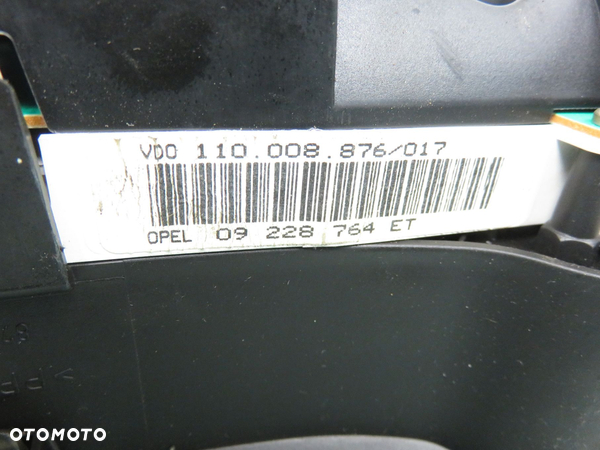 VDO 110.008.876/017
OPEL 09 228 764 ET
OTOMOTO